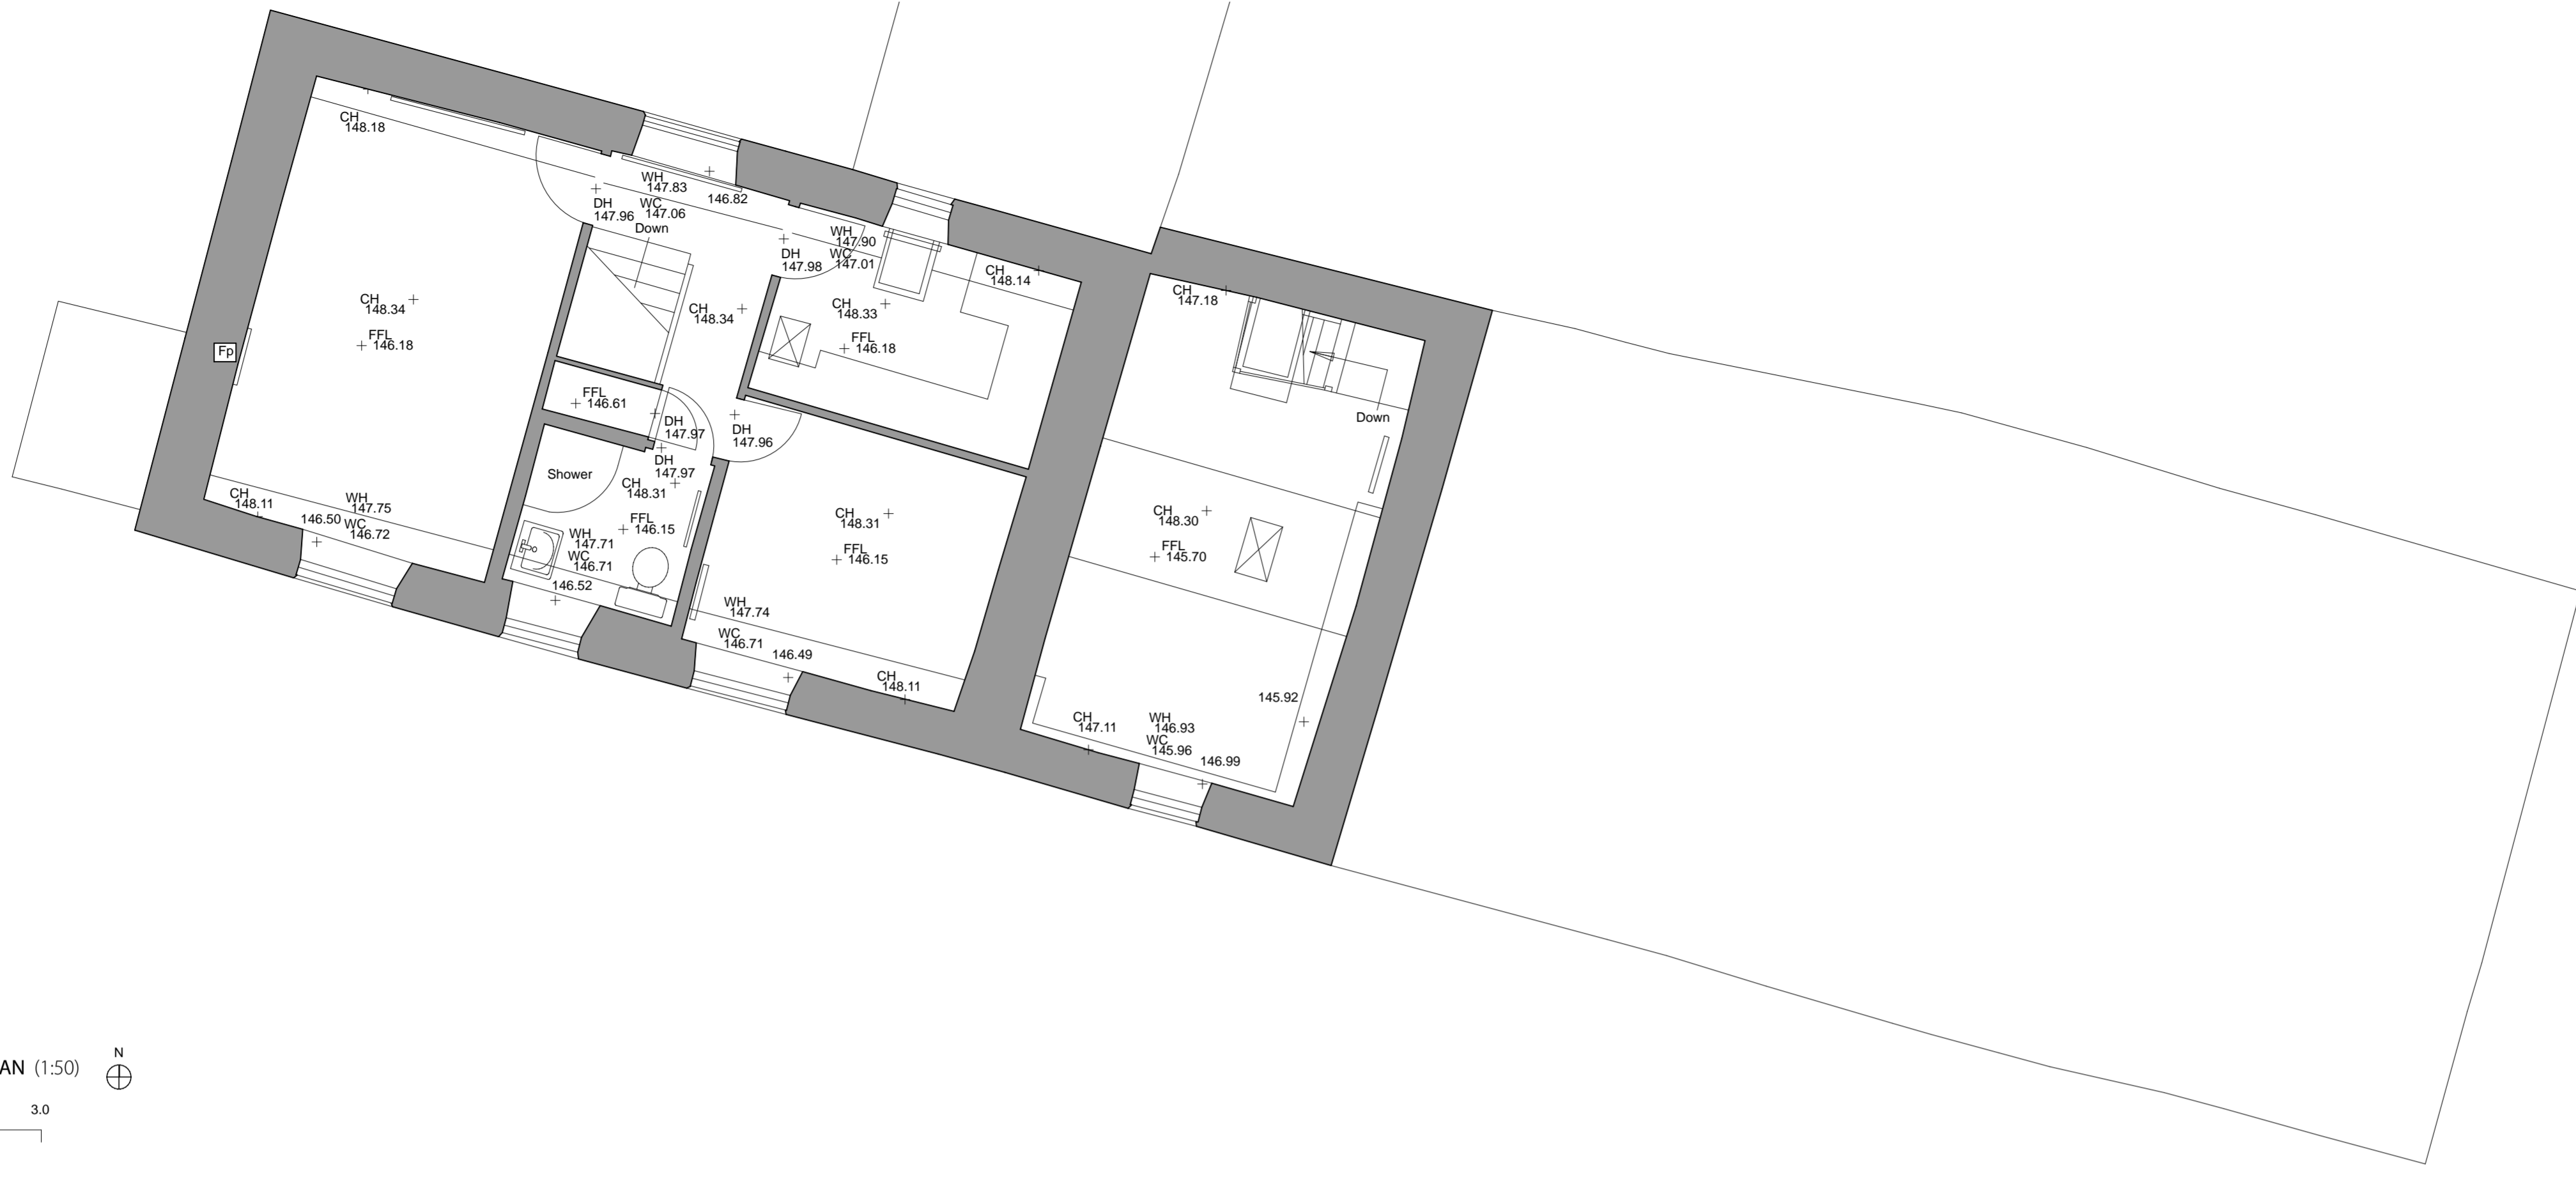 CH
148.18
WH
147.83
146.82
DH
147.96
WC
147.06
Down
WH
147.90
DH
147.98
WC
147.01
CH
148.14
CH
147.18
CH
148.34
FFL
146.18
CH
148.34
CH
148.33
FFL
146.18
Fp
FFL
146.61
DH
147.97
DH
147.96
Down
DH
147.97
Shower
CH
148.31
FFL
146.15
CH
148.11
WH
147.75
146.50
WC
146.72
WH
147.71
WC
146.71
146.52
CH
148.31
FFL
146.15
CH
148.30
FFL
145.70
WH
147.74
WC
146.71
146.49
CH
148.11
145.92
CH
147.11
WH
146.93
WC
145.96
146.99
AN (1:50)
N
3.0